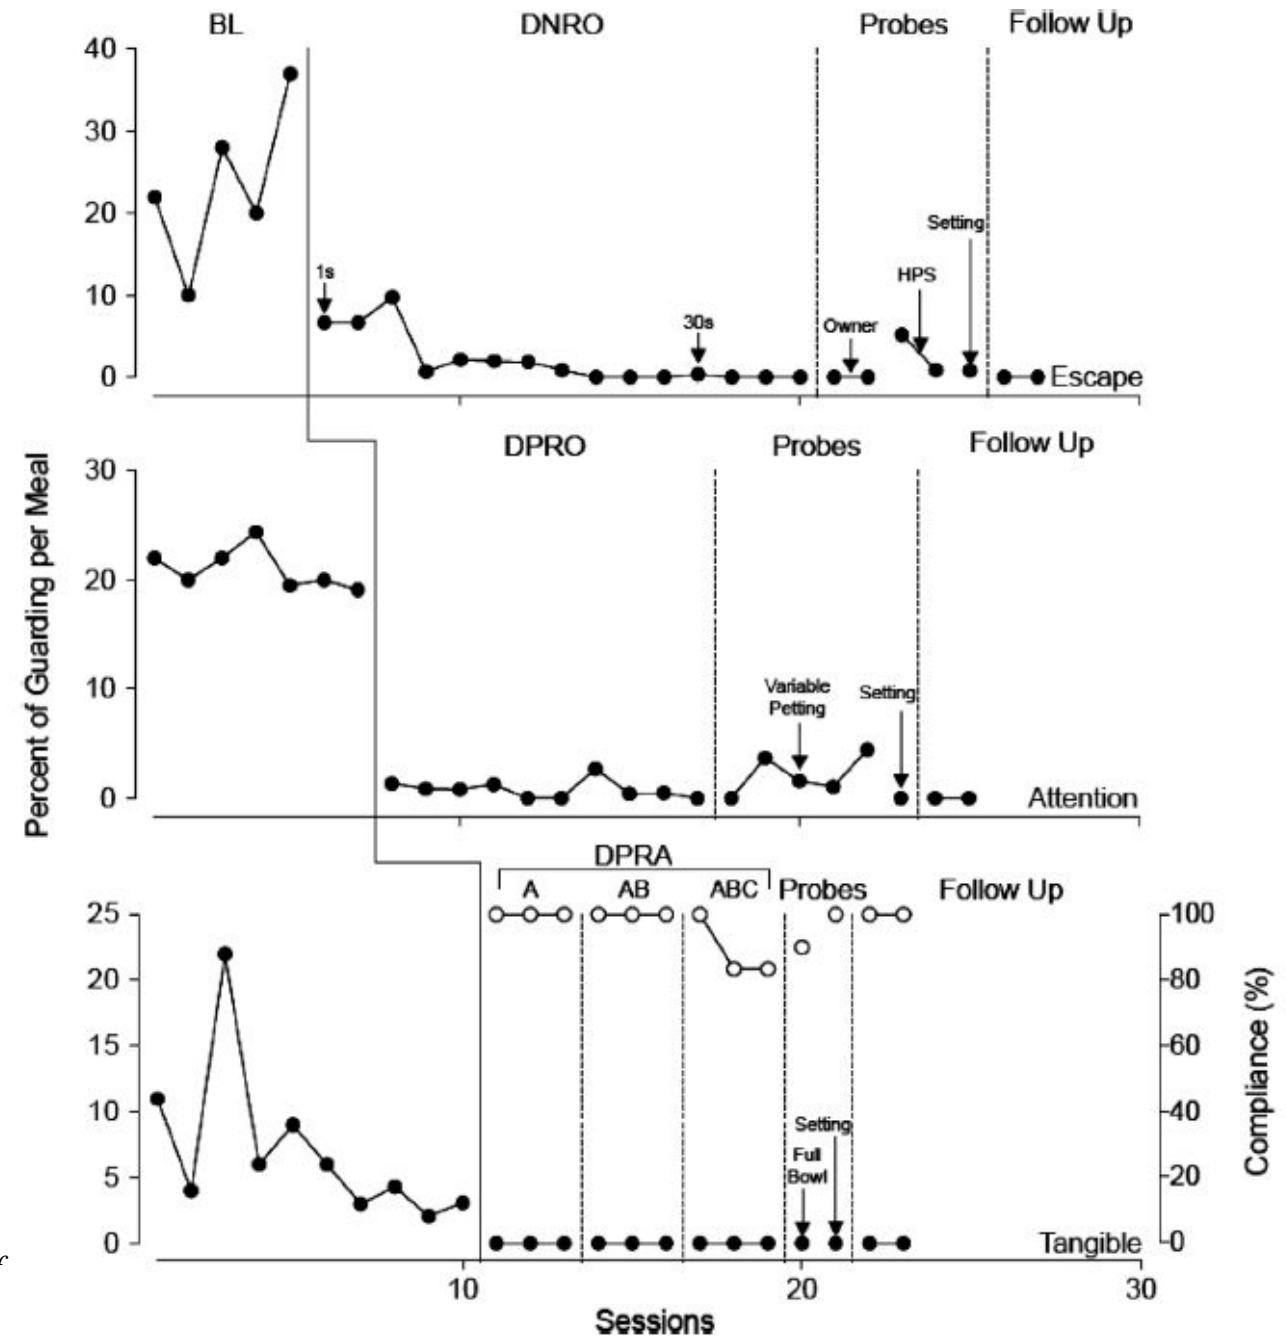 BL DNRO Probes Follow Up
40
30
20
10
0
1s
30s
Owner
HPS
Setting
Escape
DPRO Probes Follow Up
30
20
10
0
Variable
Petting
Setting
Attention
DPRA
A AB ABC Probes Follow Up
25
20
15
10
5
0
100
80
60
40
20
0
Setting
Full
Bowl
Tangible
10 20 30
Sessions
Percent of Guarding per Meal
Compliance (%)